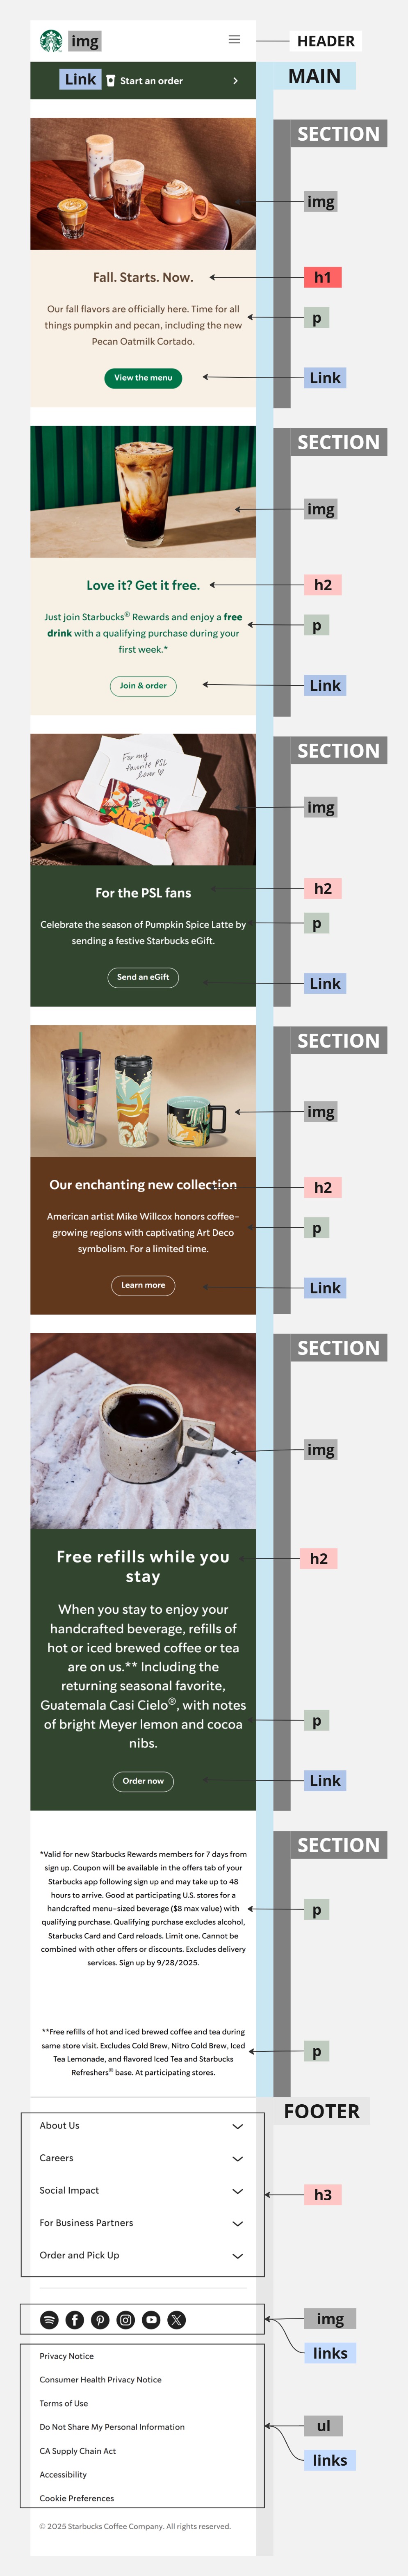 img
HEADER
Link
Start an order
MAIN
SECTION
img
Fall. Starts. Now.
h1
Our fall flavors are officially here. Time for all
things pumpkin and pecan, including the new
Pecan Oatmilk Cortado.
p
View the menu
Link
SECTION
img
Love it? Get it free.
h2
Just join Starbucks® Rewards and enjoy a free
drink with a qualifying purchase during your
first week.*
p
Join & order
Link
SECTION
For my
favorite PSL
lover
img
For the PSL fans
h2
Celebrate the season of Pumpkin Spice Latte by
sending a festive Starbucks eGift.
p
Send an eGift
Link
SECTION
img
Our enchanting new collection
h2
American artist Mike Willcox honors coffee-
growing regions with captivating Art Deco
symbolism. For a limited time.
p
Learn more
Link
SECTION
img
Free refills while you
stay
h2
When you stay to enjoy your
handcrafted beverage, refills of
hot or iced brewed coffee or tea
are on us.** Including the
returning seasonal favorite,
Guatemala Casi Cielo®, with notes
of bright Meyer lemon and cocoa
nibs.
p
Order now
Link
SECTION
*Valid for new Starbucks Rewards members for 7 days from
sign up. Coupon will be available in the offers tab of your
Starbucks app following sign up and may take up to 48
hours to arrive. Good at participating U.S. stores for a
handcrafted menu-sized beverage ($8 max value) with
qualifying purchase. Qualifying purchase excludes alcohol,
Starbucks Card and Card reloads. Limit one. Cannot be
combined with other offers or discounts. Excludes delivery
services. Sign up by 9/28/2025.
p
**Free refills of hot and iced brewed coffee and tea during
same store visit. Excludes Cold Brew, Nitro Cold Brew, Iced
Tea Lemonade, and flavored Iced Tea and Starbucks
Refreshers® base. At participating stores.
p
FOOTER
About Us
Careers
Social Impact
For Business Partners
Order and Pick Up
h3
img
links
Privacy Notice
Consumer Health Privacy Notice
Terms of Use
Do Not Share My Personal Information
CA Supply Chain Act
Accessibility
Cookie Preferences
ul
links
© 2025 Starbucks Coffee Company. All rights reserved.